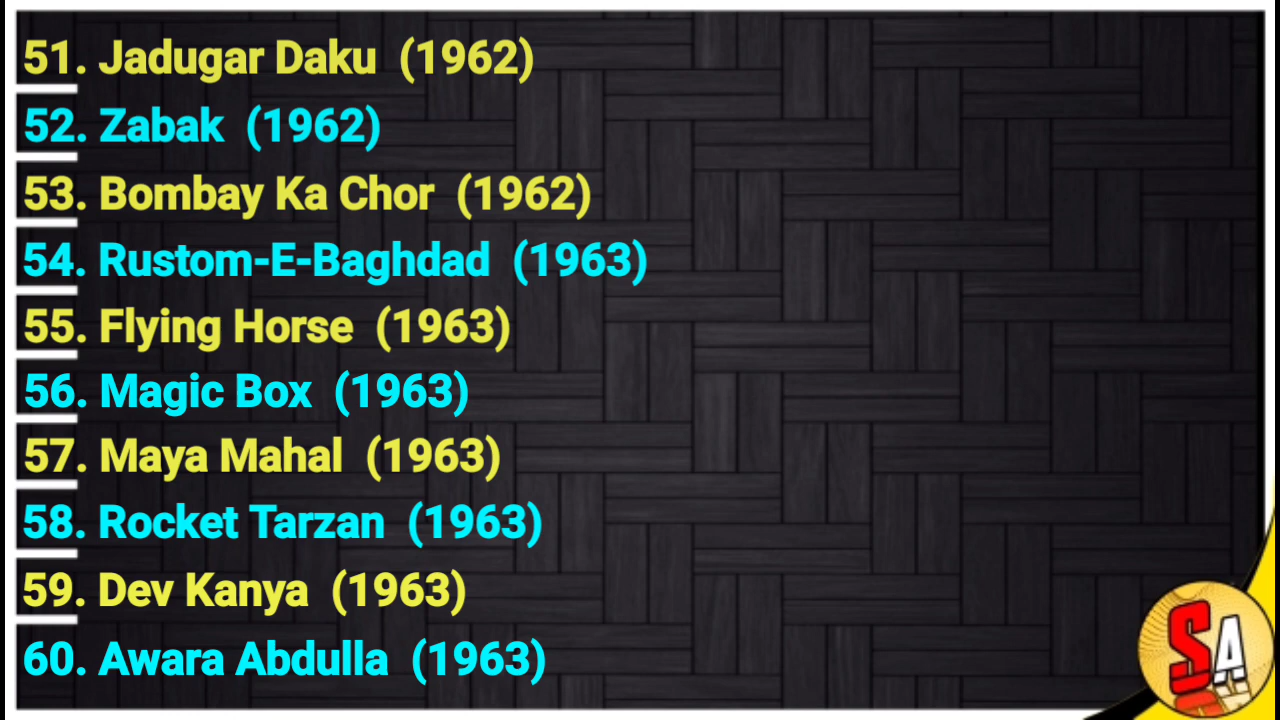 51. Jadugar Daku (1962)
52. Zabak (1962)
53. Bombay Ka Chor (1962)
54. Rustom-E-Baghdad (1963)
55. Flying Horse (1963)
56. Magic Box (1963)
57. Maya Mahal (1963)
58. Rocket Tarzan (1963)
59. Dev Kanya (1963)
60. Awara Abdulla (1963)
SA